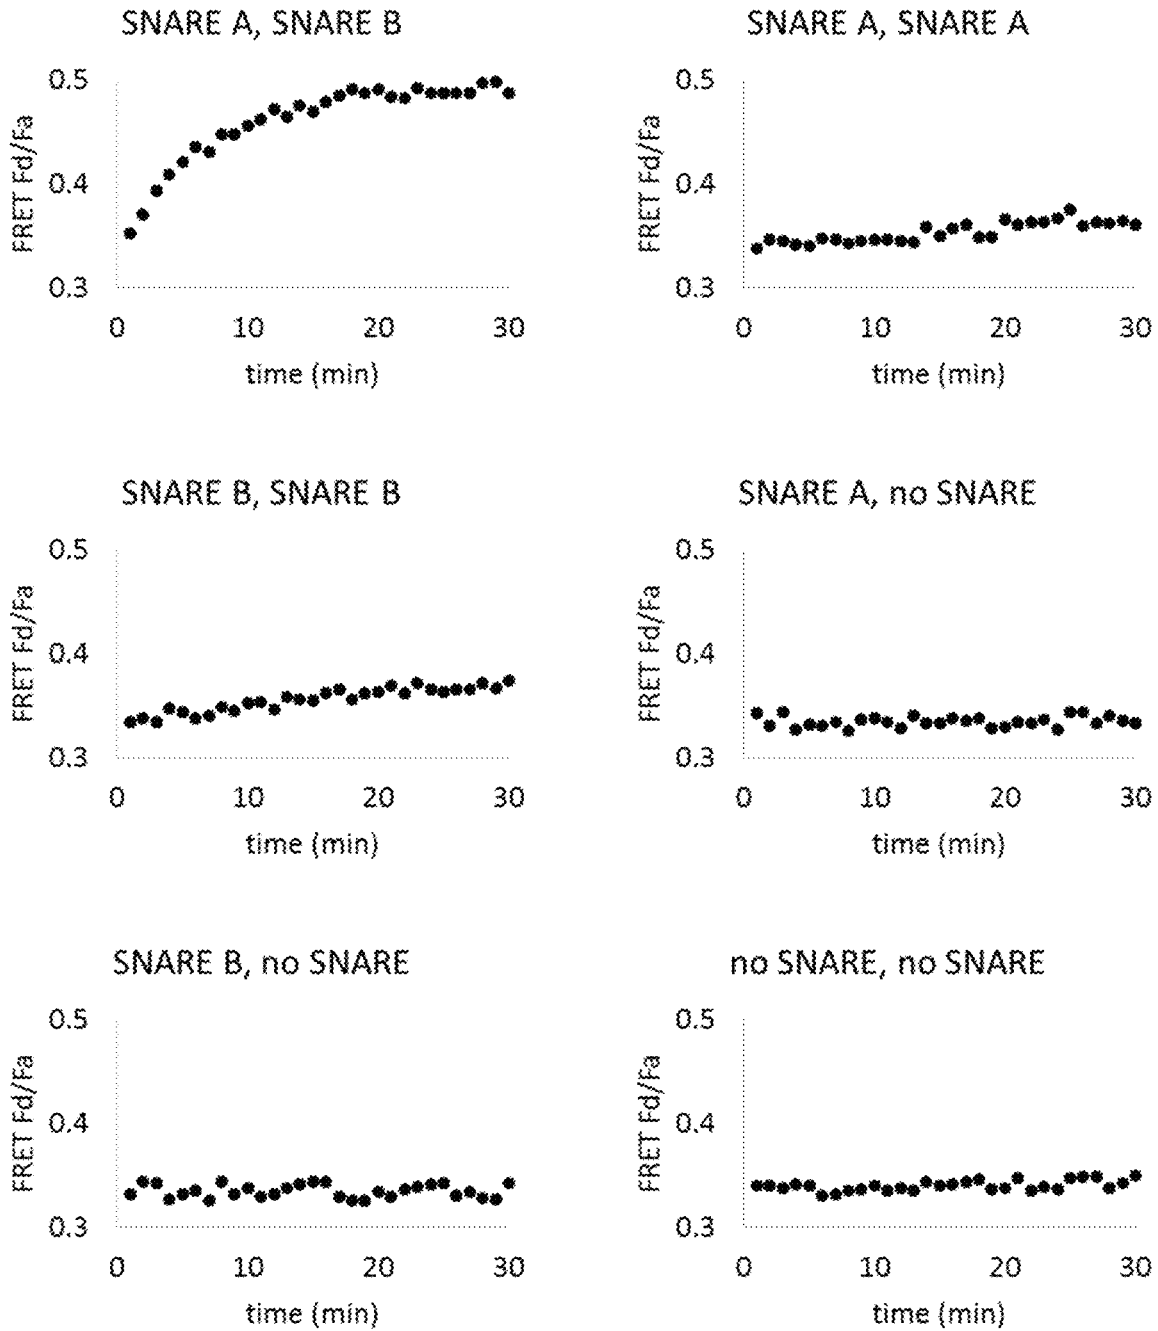 SNARE A, SNARE B
FRET Fd/Fa
0.5
0.4
0.3
0
10
20
30
time (min)
SNARE A, SNARE A
FRET Fd/Fa
0.5
0.4
0.3
0
10
20
30
time (min)
SNARE B, SNARE B
FRET Fd/Fa
0.5
0.4
0.3
0
10
20
30
time (min)
SNARE A, no SNARE
FRET Fd/Fa
0.5
0.4
0.3
0
10
20
30
time (min)
SNARE B, no SNARE
FRET Fd/Fa
0.5
0.4
0.3
0
10
20
30
time (min)
no SNARE, no SNARE
FRET Fd/Fa
0.5
0.4
0.3
0
10
20
30
time (min)